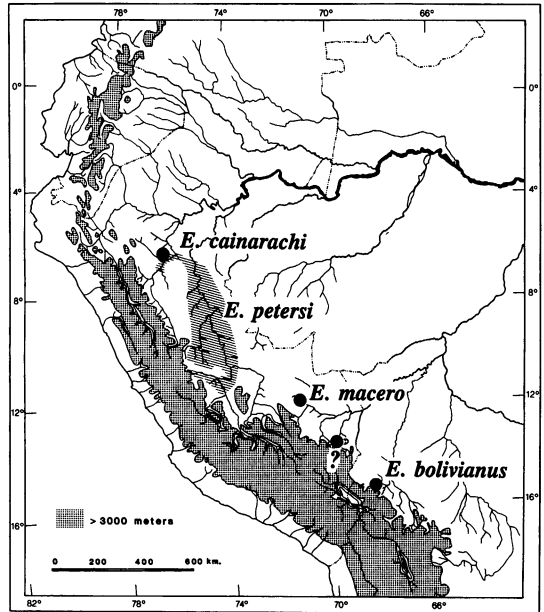 78° 74° 70° 66°
0° 0°
4° 4°
E. cainarachi
8° E. petersi 8°
E. macero
12° 12°
?
E. bolivianus
16° 16°
> 3000 meters
0 200 400 600 km.
82° 78° 74° 70° 66°